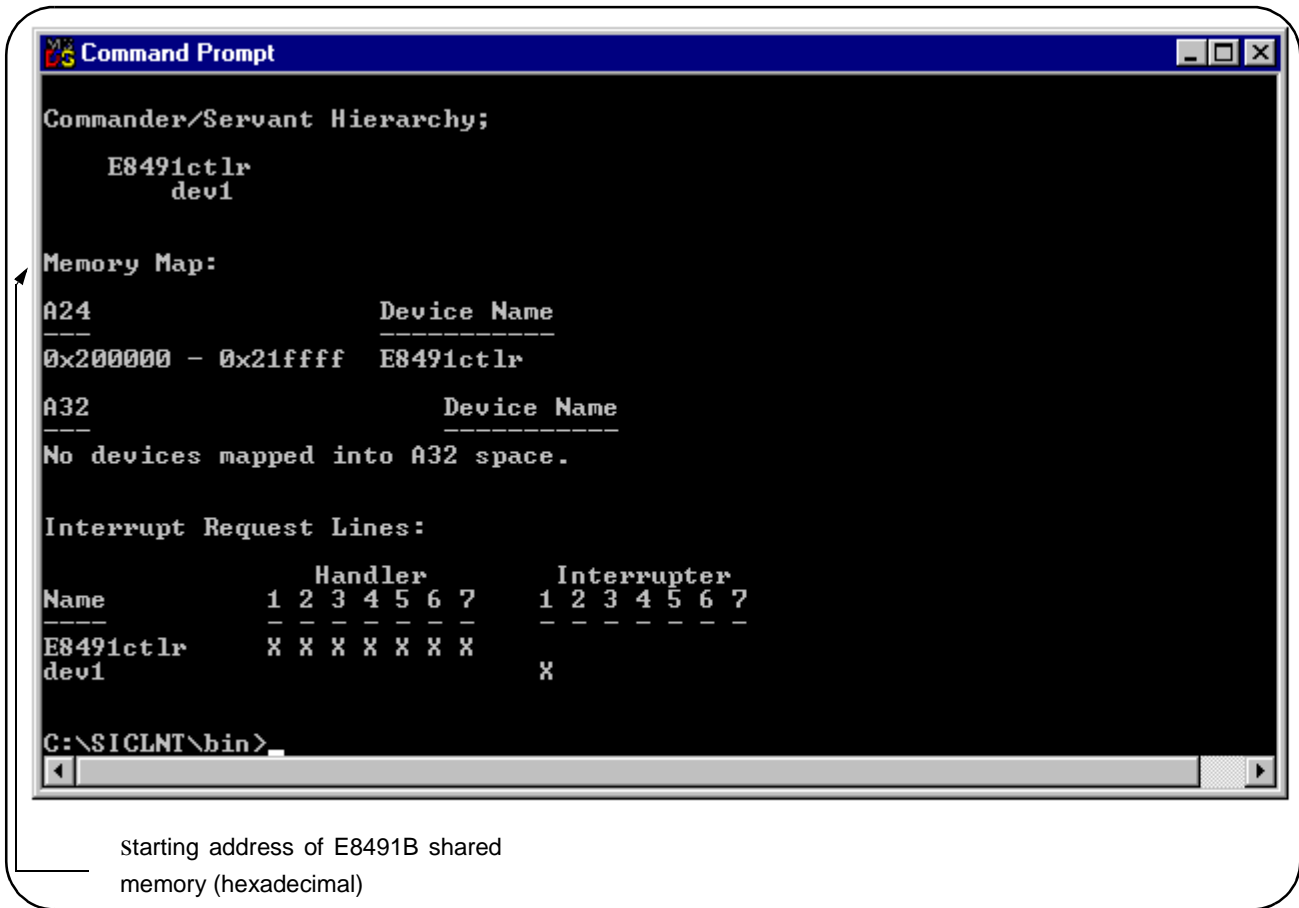 Command Prompt
Commander/Servant Hierarchy;
E8491ctlr
dev1
Memory Map:
A24 Device Name
--- -----------
0x200000 - 0x21ffff E8491ctlr
A32 Device Name
--- -----------
No devices mapped into A32 space.
Interrupt Request Lines:
Handler Interrupter
Name 1 2 3 4 5 6 7 1 2 3 4 5 6 7
---- - - - - - - - - - - - - - -
E8491ctlr X X X X X X X
dev1 X
C:\SICLNT\bin>_
starting address of E8491B shared
memory (hexadecimal)